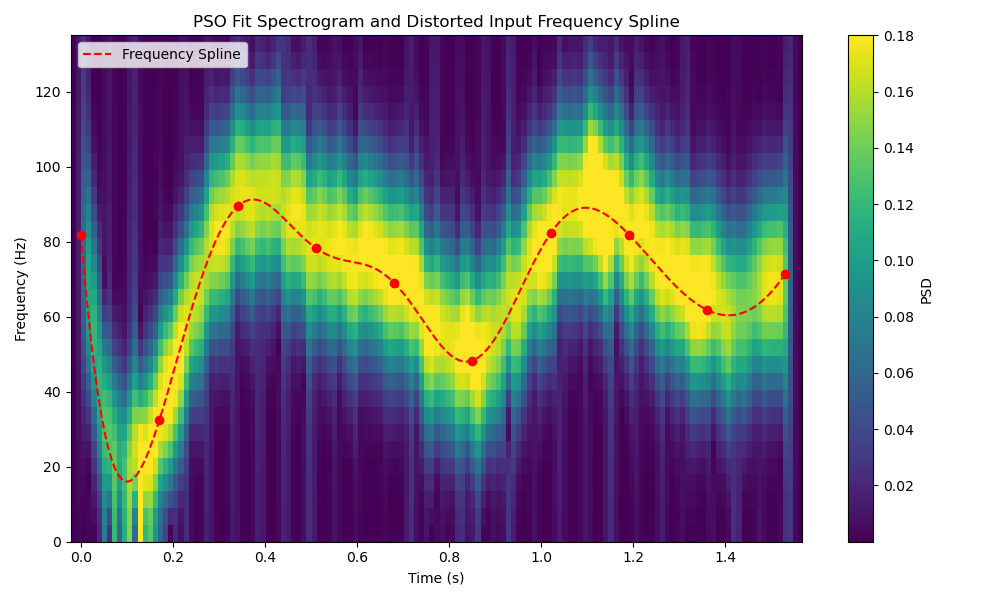 PSO Fit Spectrogram and Distorted Input Frequency Spline
Frequency Spline
Frequency (Hz)
120
100
80
60
40
20
0
0.0 0.2 0.4 0.6 0.8 1.0 1.2 1.4
Time (s)
0.18
0.16
0.14
0.12
0.10
0.08
0.06
0.04
0.02
PSD